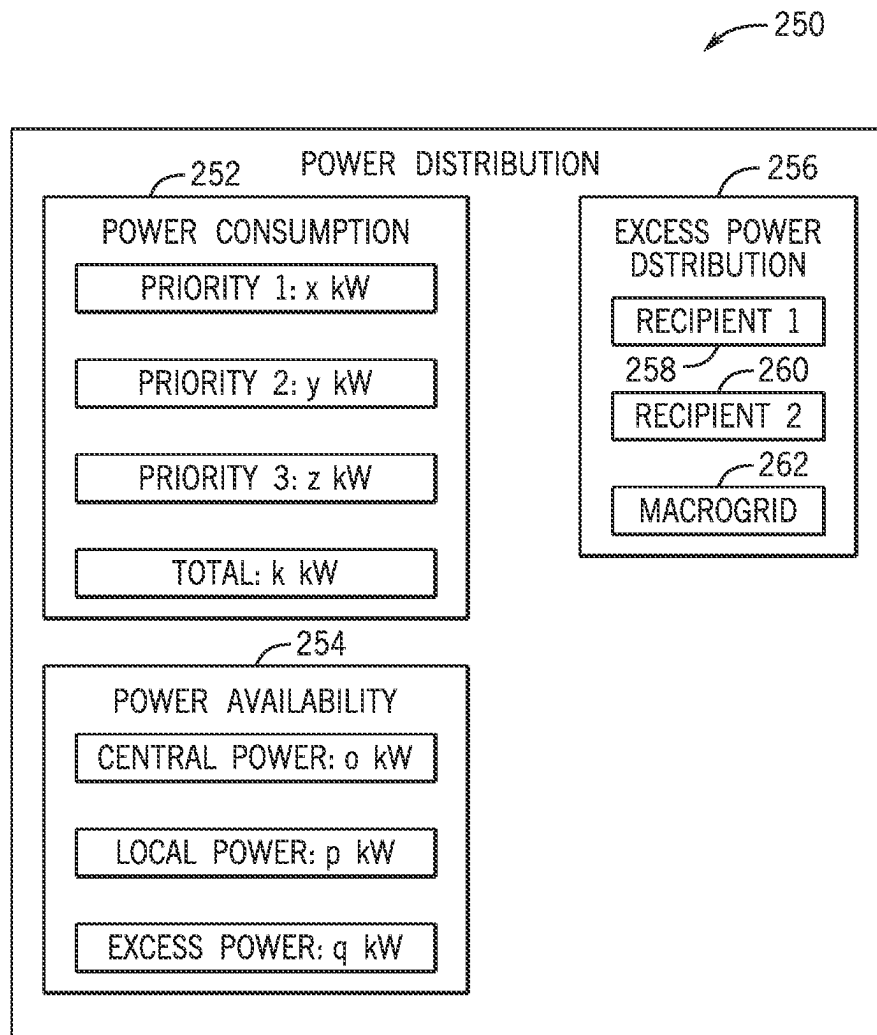 250
POWER DISTRIBUTION
252
POWER CONSUMPTION
PRIORITY 1: x kW
PRIORITY 2: y kW
PRIORITY 3: z kW
TOTAL: k kW
254
POWER AVAILABILITY
CENTRAL POWER: o kW
LOCAL POWER: p kW
EXCESS POWER: q kW
256
EXCESS POWER
DSTRIBUTION
RECIPIENT 1
258
260
RECIPIENT 2
262
MACROGRID